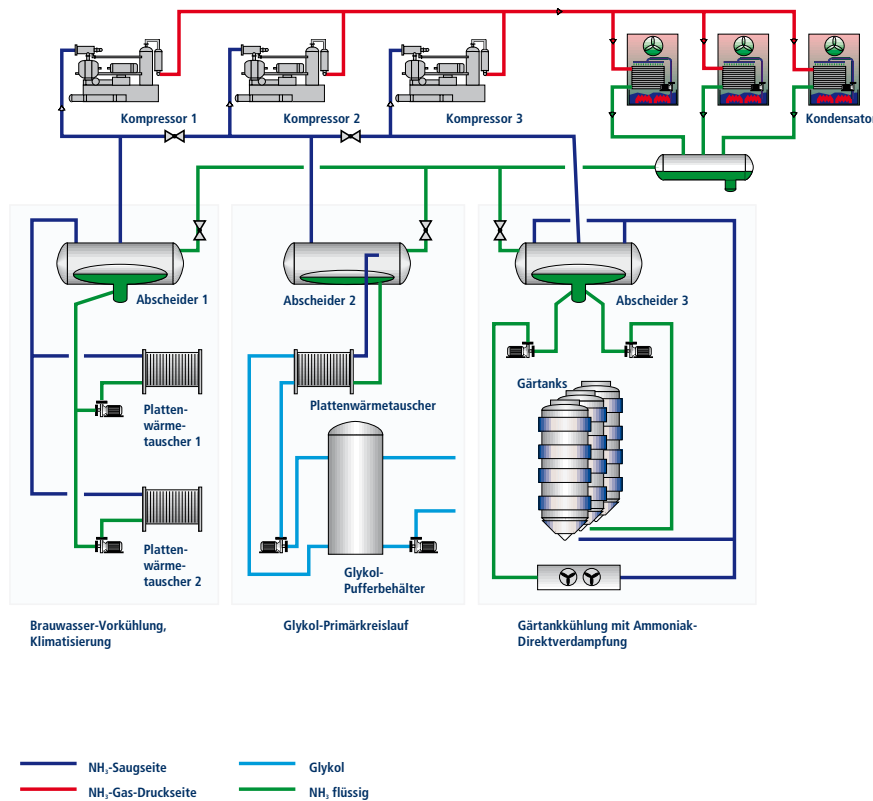 Kompressor 1
Kompressor 2
Kompressor 3
Kondensator
Abscheider 1
Abscheider 2
Abscheider 3
Platten-
wärme-
tauscher 1
Plattenwärmetauscher
Gärtanks
Platten-
wärme-
tauscher 2
Glykol-
Pufferbehälter
Brauwasser-Vorkühlung,
Klimatisierung
Glykol-Primärkreislauf
Gärtankkühlung mit Ammoniak-
Direktverdampfung
NH₃-Saugseite
Glykol
NH₃-Gas-Druckseite
NH₃ flüssig